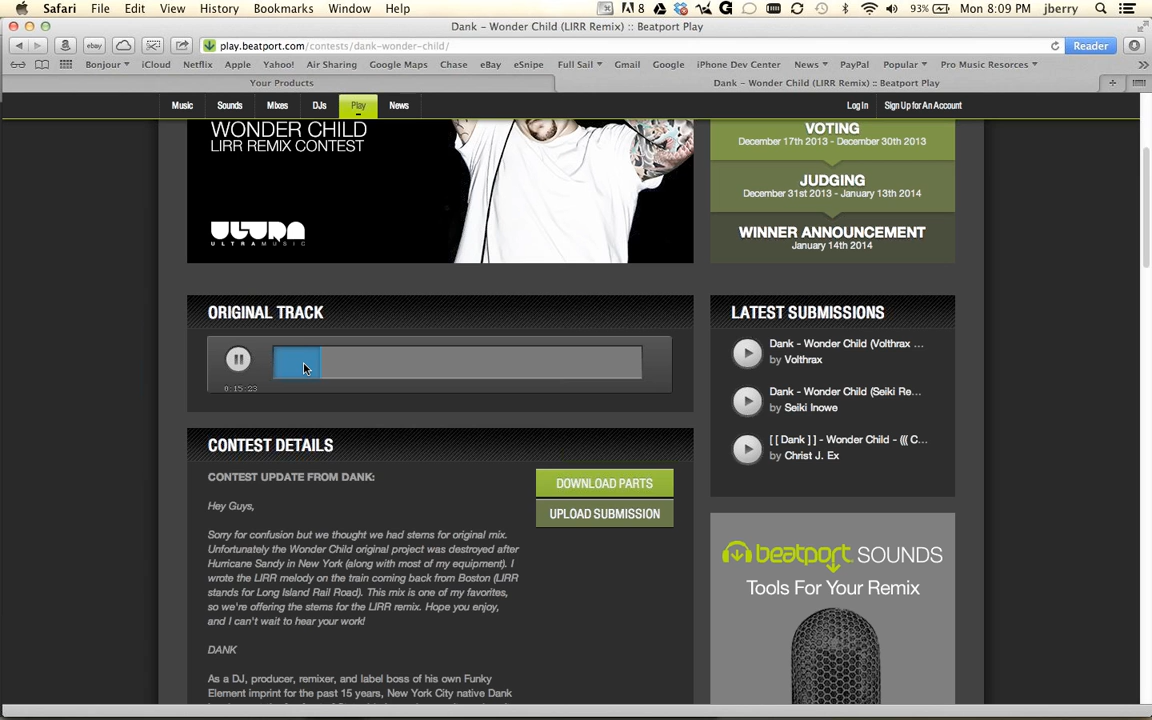 Safari File Edit View History Bookmarks Window Help 8 93% Mon 8:09 PM jberry
Dank – Wonder Child (LIRR Remix) :: Beatport Play
play.beatport.com/contests/dank-wonder-child/ Reader
Bonjour iCloud Netflix Apple Air Sharing Google Maps Chase eBay eSnipe Full Sail Gmail Google iPhone Dev Center News PayPal Popular Pro Music Resorces
ebay
Yahoo!
Your Products Dank – Wonder Child (LIRR Remix) :: Beatport Play
Music Sounds Mixes DJs Play News Log In Sign Up for An Account
WONDER CHILD
LIRR REMIX CONTEST
ULTRA
ULTRAMUSIC
VOTING
December 17th 2013 - December 30th 2013
JUDGING
December 31st 2013 - January 13th 2014
WINNER ANNOUNCEMENT
January 14th 2014
ORIGINAL TRACK
0:15:23
LATEST SUBMISSIONS
Dank - Wonder Child (Volthrax ...
by Volthrax
Dank - Wonder Child (Seiki Re...
by Seiki Inowe
[ [ Dank ] ] - Wonder Child - ((( C...
by Christ J. Ex
CONTEST DETAILS
CONTEST UPDATE FROM DANK:
Hey Guys,
Sorry for confusion but we thought we had stems for original mix.
Unfortunately the Wonder Child original project was destroyed after
Hurricane Sandy in New York (along with most of my equipment). I
wrote the LIRR melody on the train coming back from Boston (LIRR
stands for Long Island Rail Road). This mix is one of my favorites,
so we're offering the stems for the LIRR remix. Hope you enjoy,
and I can't wait to hear your work!
DANK
As a DJ, producer, remixer, and label boss of his own Funky
Element imprint for the past 15 years, New York City native Dank
DOWNLOAD PARTS
UPLOAD SUBMISSION
beatport SOUNDS
Tools For Your Remix